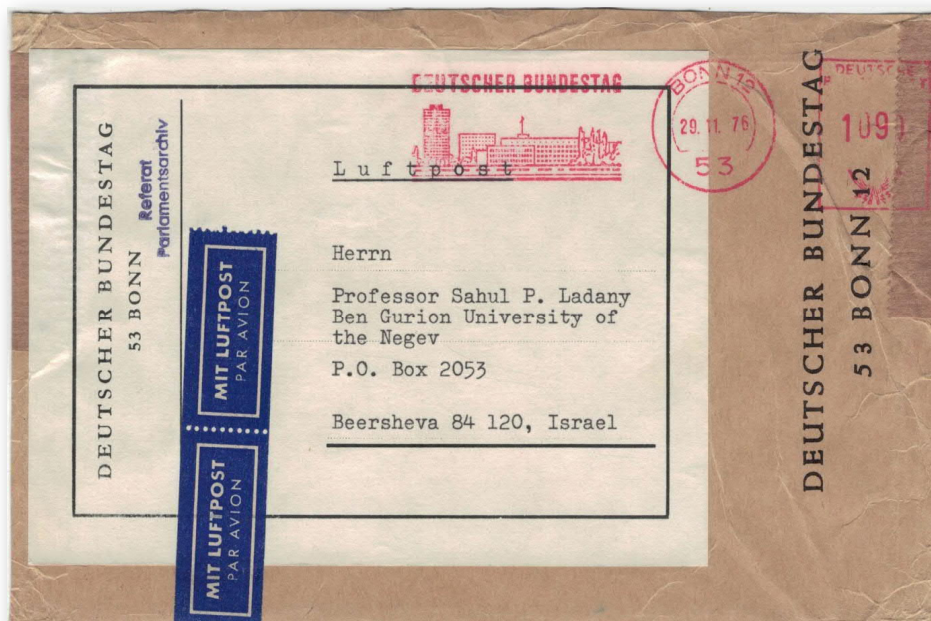 DEUTSCHER BUNDESTAG
53 BONN
Referat
Parlamentsarchiv
DEUTSCHER BUNDESTAG
Luftpost
BONN 12
29.11.76
53
DEUTSCHE
1090
Herrn
Professor Sahul P. Ladany
Ben Gurion University of
the Negev
P.O. Box 2053
Beersheva 84 120, Israel
MIT LUFTPOST
PAR AVION
MIT LUFTPOST
PAR AVION
DEUTSCHER BUNDESTAG
53 BONN 12